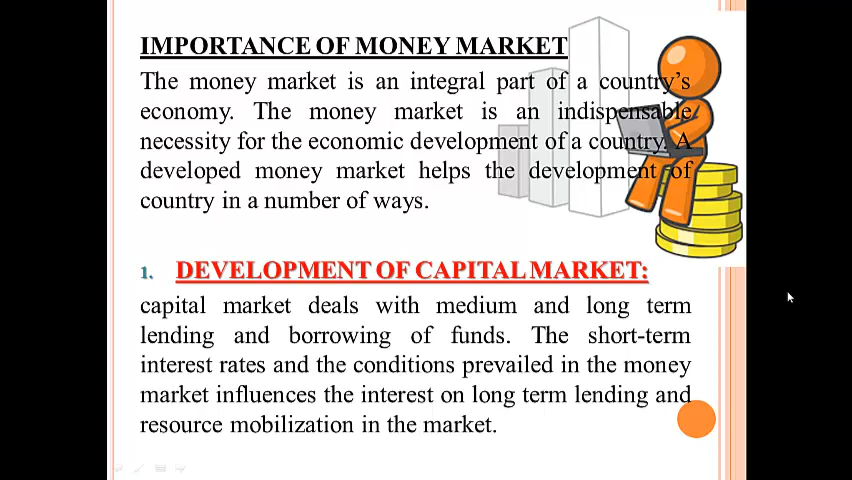 IMPORTANCE OF MONEY MARKET
The money market is an integral part of a country's
economy. The money market is an indispensable
necessity for the economic development of a country. A
developed money market helps the development of
country in a number of ways.
1. DEVELOPMENT OF CAPITAL MARKET:
capital market deals with medium and long term
lending and borrowing of funds. The short-term
interest rates and the conditions prevailed in the money
market influences the interest on long term lending and
resource mobilization in the market.